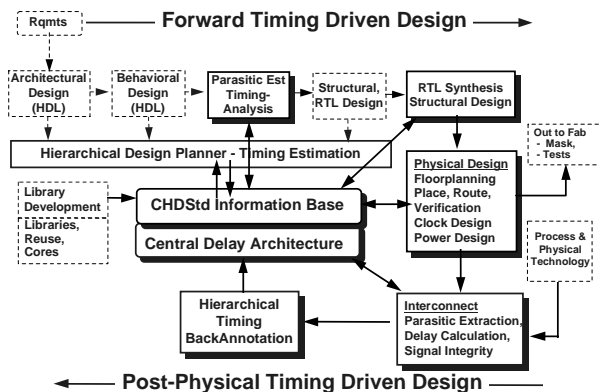 Forward Timing Driven Design
Rqmts
Architectural
Design
(HDL)
Behavioral
Design
(HDL)
Parasitic Est
Timing-
Analysis
Structural,
RTL Design
RTL Synthesis
Structural Design
Hierarchical Design Planner - Timing Estimation
Out to Fab
- Mask,
- Tests
Physical Design
Floorplanning
Place, Route,
Verification
Clock Design
Power Design
Library
Development
Libraries,
Reuse,
Cores
CHDStd Information Base
Central Delay Architecture
Process &
Physical
Technology
Hierarchical
Timing
BackAnnotation
Interconnect
Parasitic Extraction,
Delay Calculation,
Signal Integrity
Post-Physical Timing Driven Design